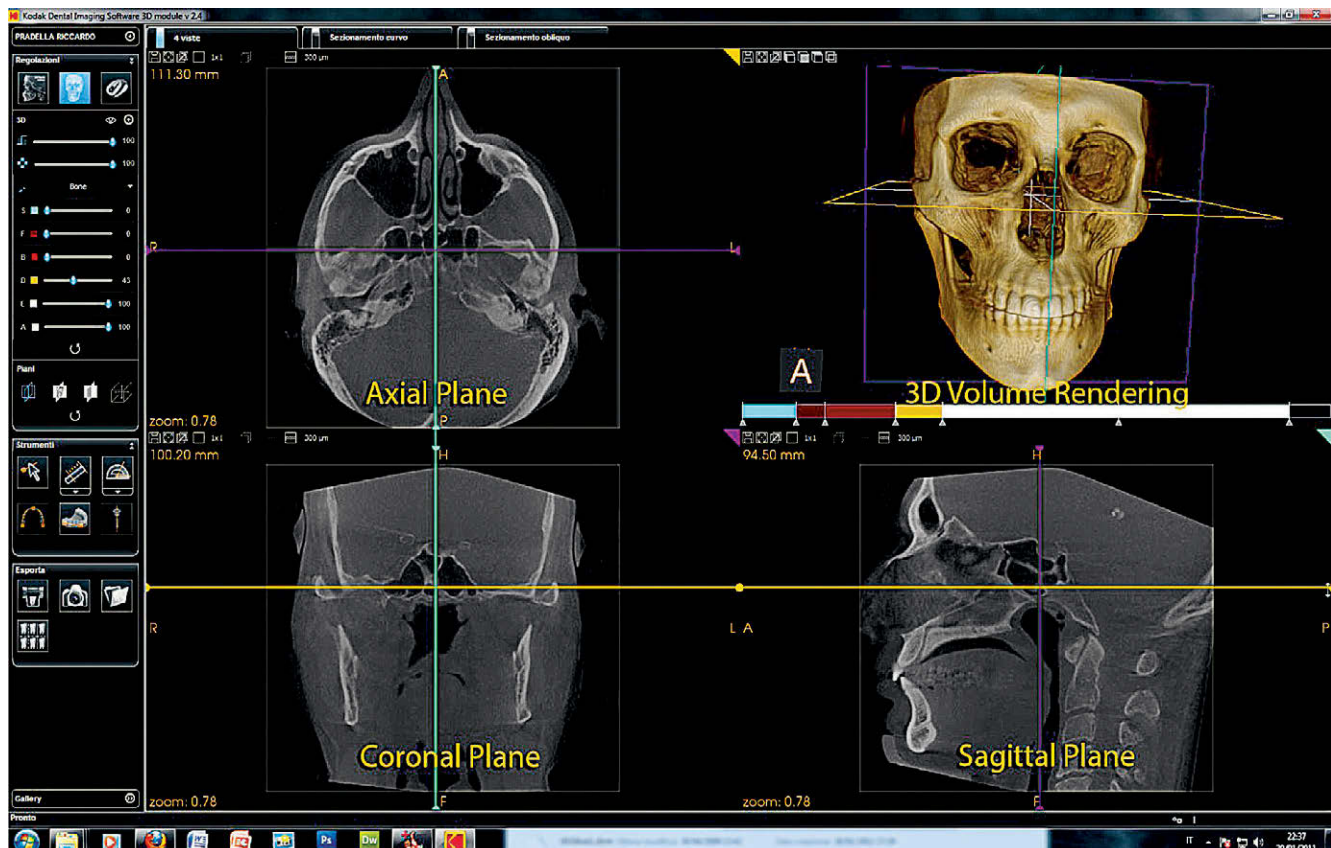 Kodak Dental Imaging Software 3D module v 2.4
PRADELLA RICCARDO
4 viste
Sezionamento curvo
Sezionamento obliquo
Regolazioni
3D
100
100
Bone
S 0
F 0
B 0
D 43
E 100
A 100
Piani
Strumenti
Esporta
Gallery
Pronto
1x1 300 µm
111.30 mm
A
R
L
Axial Plane
zoom: 0.78
P
A
3D Volume Rendering
1x1 300 µm
100.20 mm
H
R
L
Coronal Plane
zoom: 0.78
F
1x1 300 µm
94.50 mm
H
A
P
Sagittal Plane
zoom: 0.78
F
Ps
Dw
IT
22:37